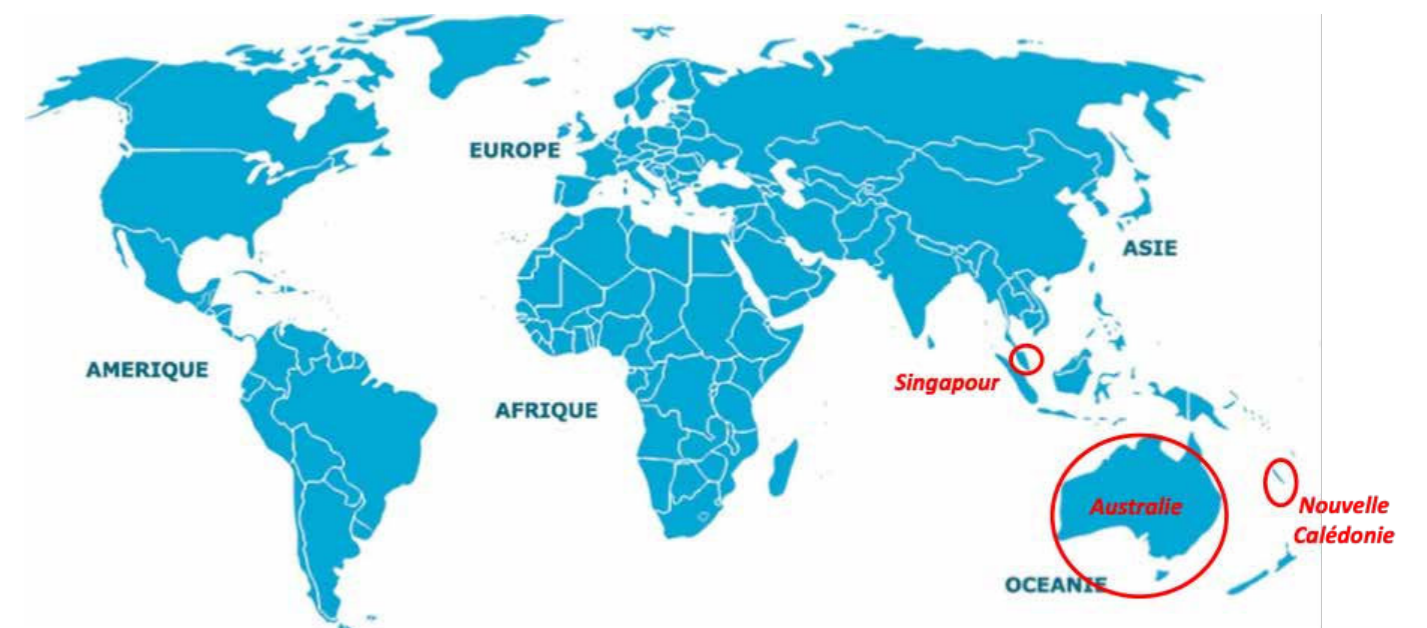 EUROPE
ASIE
AMERIQUE
Singapour
AFRIQUE
Australie
Nouvelle
Calédonie
OCEANIE